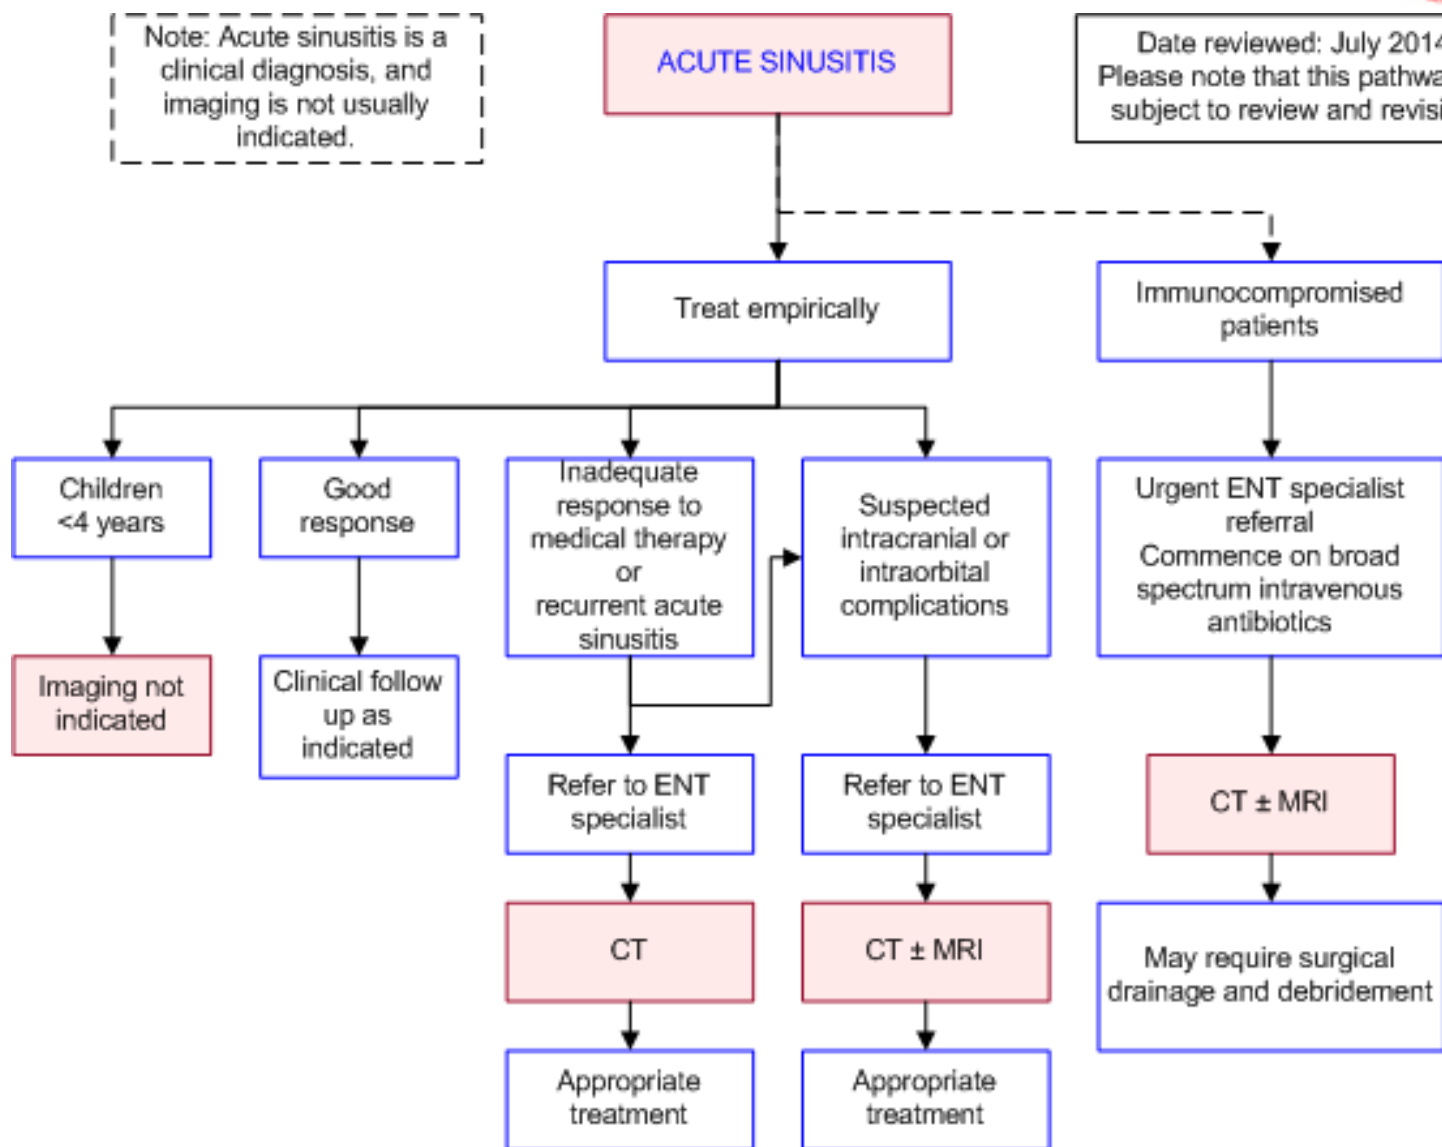 Note: Acute sinusitis is a
clinical diagnosis, and
imaging is not usually
indicated.
ACUTE SINUSITIS
Date reviewed: July 2014
Please note that this
subject to review and
Treat empirically
Immunocompromised
patients
Children
<4 years
Good
response
Inadequate
response to
medical therapy
or
recurrent acute
sinusitis
Suspected
intracranial or
intraorbital
complications
Urgent ENT specialist
referral
Commence on broad
spectrum intravenous
antibiotics
Imaging not
indicated
Clinical follow
up as
indicated
Refer to ENT
specialist
Refer to ENT
specialist
CT ± MRI
CT
CT ± MRI
May require surgical
drainage and debridement
Appropriate
treatment
Appropriate
treatment